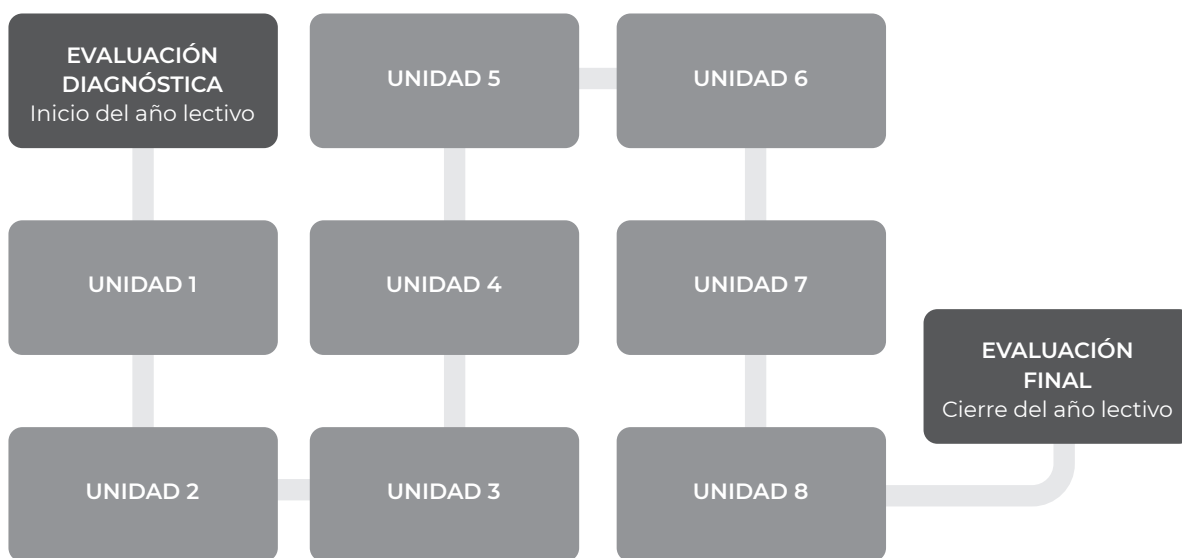 EVALUACIÓN
DIAGNÓSTICA
Inicio del año lectivo
UNIDAD 1
UNIDAD 2
UNIDAD 3
UNIDAD 4
UNIDAD 5
UNIDAD 6
UNIDAD 7
UNIDAD 8
EVALUACIÓN
FINAL
Cierre del año lectivo